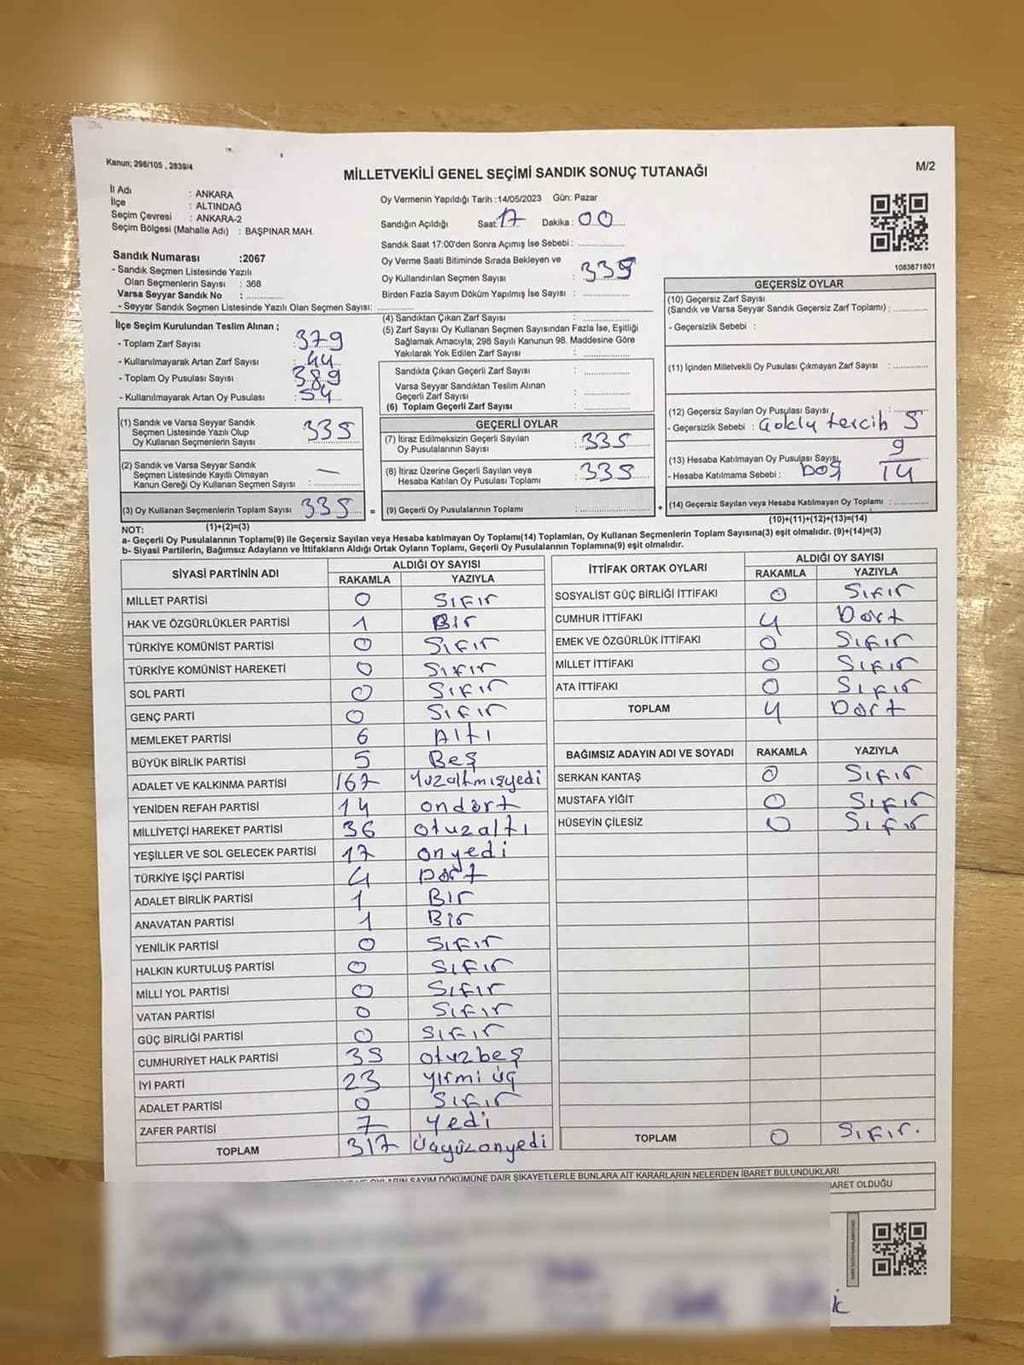 Kanun; 298/105 , 2839/4
M/2
MİLLETVEKİLİ GENEL SEÇİMİ SANDIK SONUÇ TUTANAĞI
İl Adı : ANKARA
İlçe : ALTINDAĞ
Seçim Çevresi : ANKARA-2
Seçim Bölgesi (Mahalle Adı) : BAŞPINAR MAH.
Oy Vermenin Yapıldığı Tarih :14/05/2023 Gün: Pazar
Sandığın Açıldığı Saat: 17 Dakika : 00
Sandık Saat 17:00'den Sonra Açımış İse Sebebi :
Oy Verme Saati Bitiminde Sırada Bekleyen ve
Oy Kullandırılan Seçmen Sayısı : 335
Birden Fazla Sayım Döküm Yapılmış İse Sayısı :
1083671801
Sandık Numarası :2067
- Sandık Seçmen Listesinde Yazılı
Olan Seçmenlerin Sayısı : 368
Varsa Seyyar Sandık No :
- Seyyar Sandık Seçmen Listesinde Yazılı Olan Seçmen Sayısı:
İlçe Seçim Kurulundan Teslim Alınan ;
- Toplam Zarf Sayısı : 379
- Kullanılmayarak Artan Zarf Sayısı : 44
- Toplam Oy Pusulası Sayısı : 389
- Kullanılmayarak Artan Oy Pusulası : 54
(1) Sandık ve Varsa Seyyar Sandık
Seçmen Listesinde Yazılı Olup
Oy Kullanan Seçmenlerin Sayısı : 335
(2) Sandık ve Varsa Seyyar Sandık
Seçmen Listesinde Kayıtlı Olmayan
Kanun Gereği Oy Kullanan Seçmen Sayısı : —
(3) Oy Kullanan Seçmenlerin Toplam Sayısı 335 =
(1)+(2)=(3)
(4) Sandıktan Çıkan Zarf Sayısı :
(5) Zarf Sayısı Oy Kullanan Seçmen Sayısından Fazla İse, Eşitliği
Sağlamak Amacıyla; 298 Sayılı Kanunun 98. Maddesine Göre
Yakılarak Yok Edilen Zarf Sayısı :
Sandıkta Çıkan Geçerli Zarf Sayısı :
Varsa Seyyar Sandıktan Teslim Alınan
Geçerli Zarf Sayısı :
(6) Toplam Geçerli Zarf Sayısı :
GEÇERLİ OYLAR
(7) İtiraz Edilmeksizin Geçerli Sayılan
Oy Pusulalarının Sayısı : 335
(8) İtiraz Üzerine Geçerli Sayılan veya
Hesaba Katılan Oy Pusulası Toplamı : 335
(9) Geçerli Oy Pusulalarının Toplamı : +
GEÇERSİZ OYLAR
(10) Geçersiz Zarf Sayısı
(Sandık ve Varsa Seyyar Sandık Geçersiz Zarf Toplamı) :
- Geçersizlik Sebebi :
(11) İçinden Milletvekili Oy Pusulası Çıkmayan Zarf Sayısı :
(12) Geçersiz Sayılan Oy Pusulası Sayısı
- Geçersizlik Sebebi : Çoklu tercih 5
(13) Hesaba Katılmayan Oy Pusulası Sayısı 9
- Hesaba Katılmama Sebebi : boş 14
(14) Geçersiz Sayılan veya Hesaba Katılmayan Oy Toplamı :
(10)+(11)+(12)+(13)=(14)
NOT:
a- Geçerli Oy Pusulalarının Toplamı(9) ile Geçersiz Sayılan veya Hesaba katılmayan Oy Toplamı(14) Toplamları, Oy Kullanan Seçmenlerin Toplam Sayısına(3) eşit olmalıdır. (9)+(14)=(3)
b- Siyasi Partilerin, Bağımsız Adayların ve İttifakların Aldığı Ortak Oyların Toplamı, Geçerli Oy Pusulalarının Toplamına(9) eşit olmalıdır.
SİYASİ PARTİNİN ADI ALDIĞI OY SAYISI
RAKAMLA YAZIYLA
MİLLET PARTİSİ 0 Sıfır
HAK VE ÖZGÜRLÜKLER PARTİSİ 1 Bir
TÜRKİYE KOMÜNİST PARTİSİ 0 Sıfır
TÜRKİYE KOMÜNİST HAREKETİ 0 Sıfır
SOL PARTİ 0 Sıfır
GENÇ PARTİ 0 Sıfır
MEMLEKET PARTİSİ 6 Altı
BÜYÜK BİRLİK PARTİSİ 5 Beş
ADALET VE KALKINMA PARTİSİ 167 Yüzaltmışyedi
YENİDEN REFAH PARTİSİ 14 ondört
MİLLİYETÇİ HAREKET PARTİSİ 36 otuzaltı
YEŞİLLER VE SOL GELECEK PARTİSİ 17 onyedi
TÜRKİYE İŞÇİ PARTİSİ 4 Dört
ADALET BİRLİK PARTİSİ 1 Bir
ANAVATAN PARTİSİ 1 Bir
YENİLİK PARTİSİ 0 Sıfır
HALKIN KURTULUŞ PARTİSİ 0 Sıfır
MİLLİ YOL PARTİSİ 0 Sıfır
VATAN PARTİSİ 0 Sıfır
GÜÇ BİRLİĞİ PARTİSİ 0 Sıfır
CUMHURİYET HALK PARTİSİ 35 otuzbeş
İYİ PARTİ 23 yirmi üç
ADALET PARTİSİ 0 Sıfır
ZAFER PARTİSİ 7 Yedi
TOPLAM 317 Üçyüzonyedi
İTTİFAK ORTAK OYLARI ALDIĞI OY SAYISI
RAKAMLA YAZIYLA
SOSYALİST GÜÇ BİRLİĞİ İTTİFAKI 0 Sıfır
CUMHUR İTTİFAKI 4 Dört
EMEK VE ÖZGÜRLÜK İTTİFAKI 0 Sıfır
MİLLET İTTİFAKI 0 Sıfır
ATA İTTİFAKI 0 Sıfır
TOPLAM 4 Dört
BAĞIMSIZ ADAYIN ADI VE SOYADI RAKAMLA YAZIYLA
SERKAN KANTAŞ 0 Sıfır
MUSTAFA YİĞİT 0 Sıfır
HÜSEYİN ÇİLESİZ 0 Sıfır
TOPLAM 0 Sıfır.
SAYIM DÖKÜMÜNE DAİR ŞİKAYETLERLE BUNLARA AİT KARARLARIN NELERDEN İBARET BULUNDUKLARI
BARET OLDUĞU